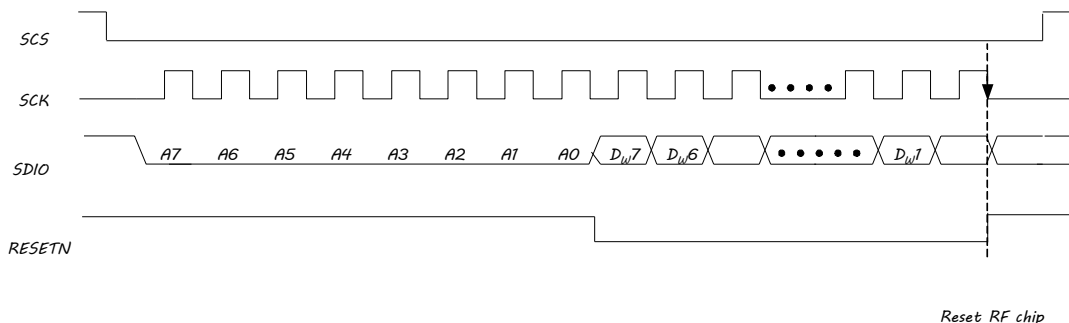 SCS
SCK
SDIO A7 A6 A5 A4 A3 A2 A1 A0 DW7 DW6 DW1
RESETN
Reset RF chip